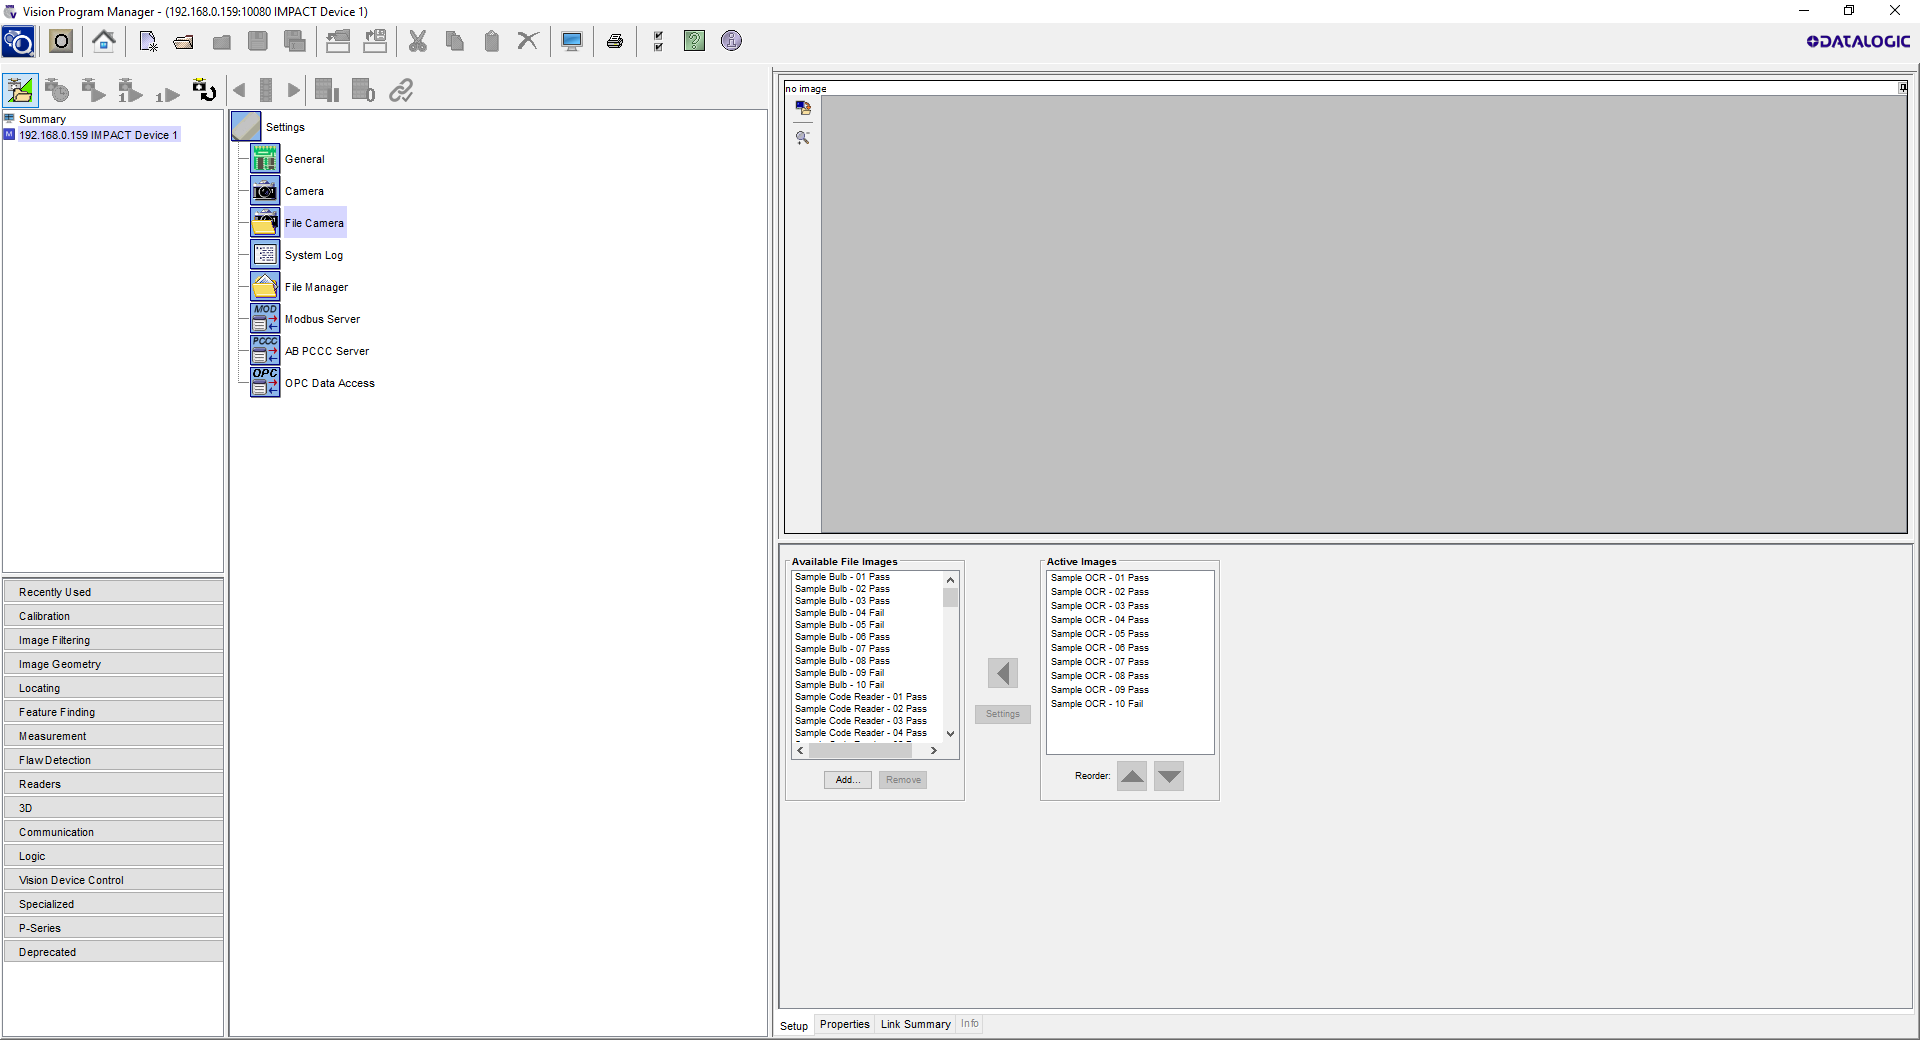 Vision Program Manager - (192.168.0.159:10080 IMPACT Device 1)
O
DATALOGIC
1
1
Summary
M 192.168.0.159 IMPACT Device 1
Settings
General
Camera
File Camera
System Log
File Manager
MOD
Modbus Server
PCCC
AB PCCC Server
OPC
OPC Data Access
Recently Used
Calibration
Image Filtering
Image Geometry
Locating
Feature Finding
Measurement
Flaw Detection
Readers
3D
Communication
Logic
Vision Device Control
Specialized
P-Series
Deprecated
no image
Available File Images
Sample Bulb - 01 Pass
Sample Bulb - 02 Pass
Sample Bulb - 03 Pass
Sample Bulb - 04 Fail
Sample Bulb - 05 Fail
Sample Bulb - 06 Pass
Sample Bulb - 07 Pass
Sample Bulb - 08 Pass
Sample Bulb - 09 Fail
Sample Bulb - 10 Fail
Sample Code Reader - 01 Pass
Sample Code Reader - 02 Pass
Sample Code Reader - 03 Pass
Sample Code Reader - 04 Pass
Add...
Remove
Settings
Active Images
Sample OCR - 01 Pass
Sample OCR - 02 Pass
Sample OCR - 03 Pass
Sample OCR - 04 Pass
Sample OCR - 05 Pass
Sample OCR - 06 Pass
Sample OCR - 07 Pass
Sample OCR - 08 Pass
Sample OCR - 09 Pass
Sample OCR - 10 Fail
Reorder:
Setup
Properties
Link Summary
Info